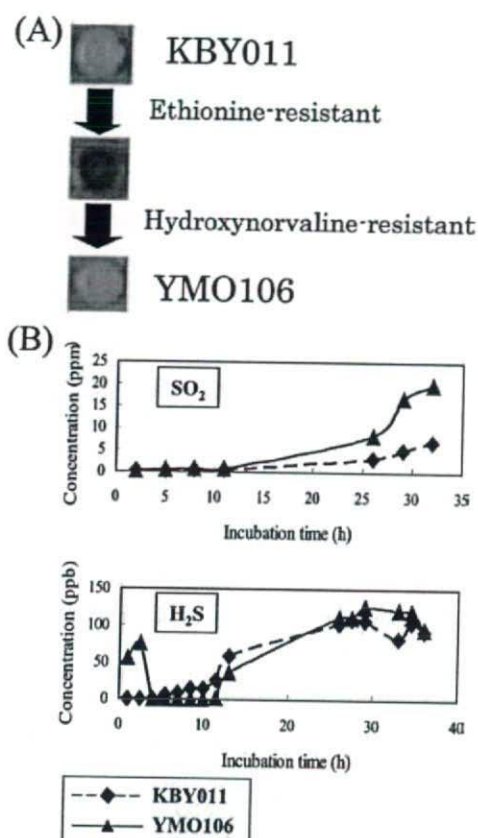 (A) KBY011
Ethionine-resistant
Hydroxynorvaline-resistant
YMO106
(B)
25
20
15
10
5
0
Concentration (ppm)
SO₂
0 5 10 15 20 25 30 35
Incubation time (h)
150
100
50
0
Concentration (ppb)
H₂S
0 10 20 30 40
Incubation time (h)
KBY011
YMO106